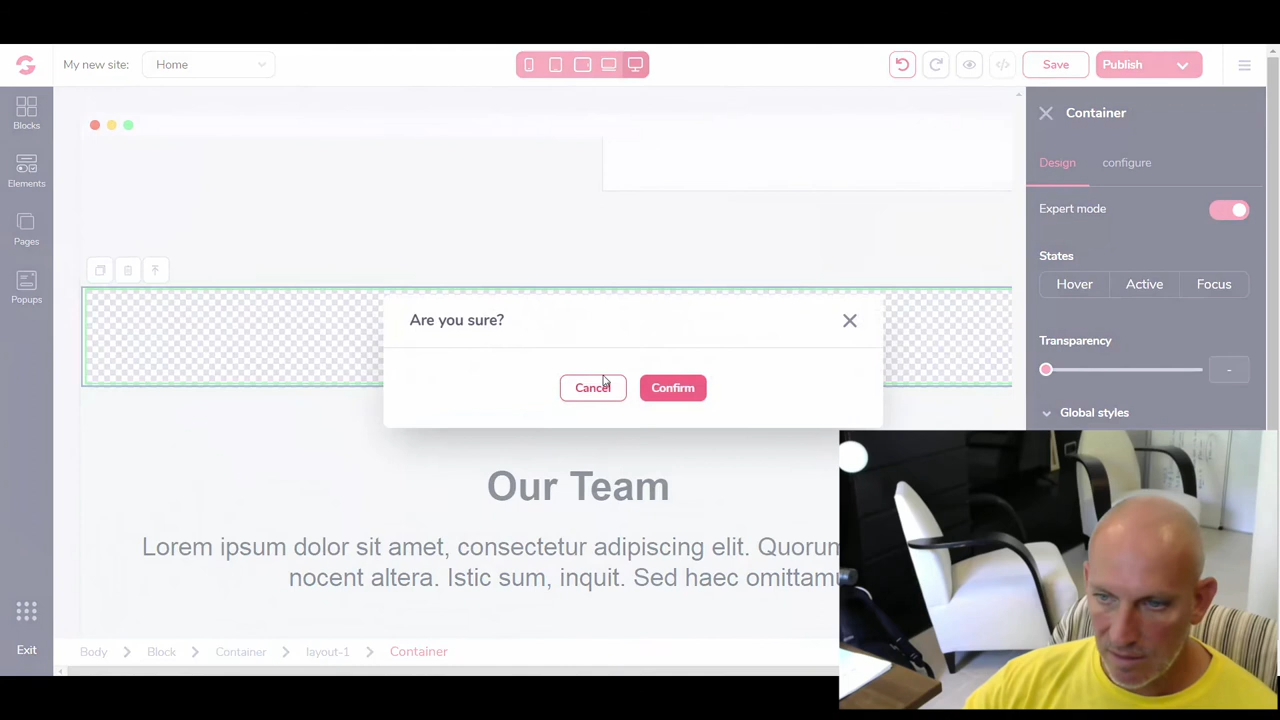 My new site:
Home
Save
Publish
Blocks
Elements
Pages
Popups
Exit
Container
Design
configure
Expert mode
States
Hover
Active
Focus
Transparency
-
Global styles
Are you sure?
Cancel
Confirm
Our Team
Lorem ipsum dolor sit amet, consectetur adipiscing elit. Quorum
nocent altera. Istic sum, inquit. Sed haec omittamu
Body
Block
Container
layout-1
Container